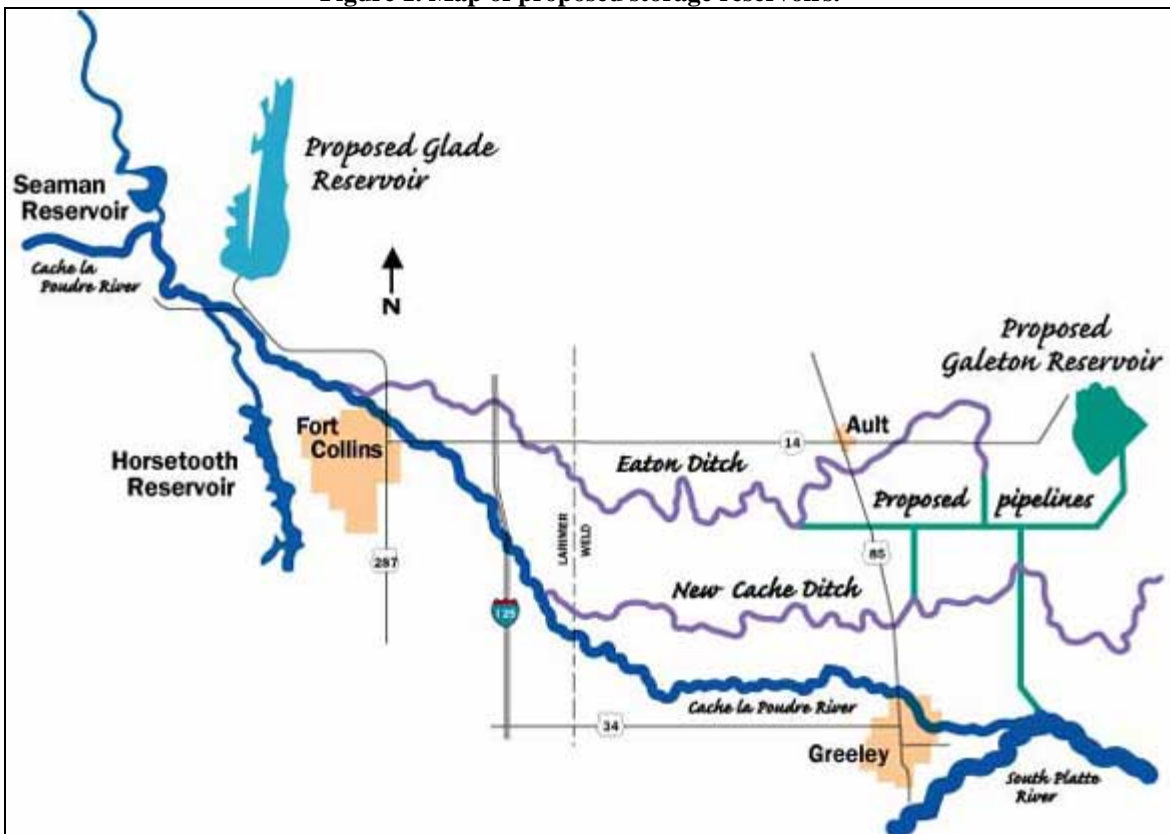 Figure 1. Map of proposed storage reservoirs.
Proposed Glade
Reservoir
Seaman
Reservoir
Cache la
Poudre River
N
Proposed
Galeton Reservoir
Fort
Collins
Ault
14
Horsetooth
Reservoir
Eaton Ditch
Proposed pipelines
LARIMER
WELD
287
85
New Cache Ditch
I 25
Cache la Poudre River
34
Greeley
South Platte
River